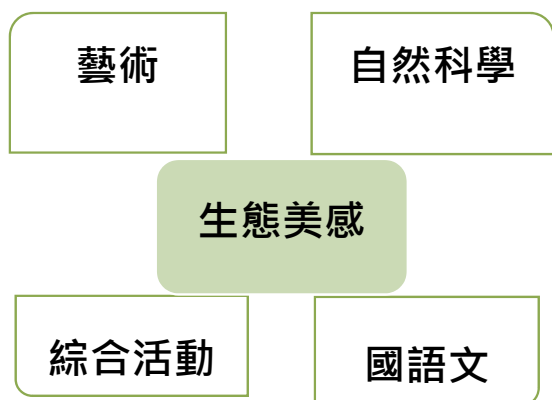 藝術
自然科學
生態美感
綜合活動
國語文